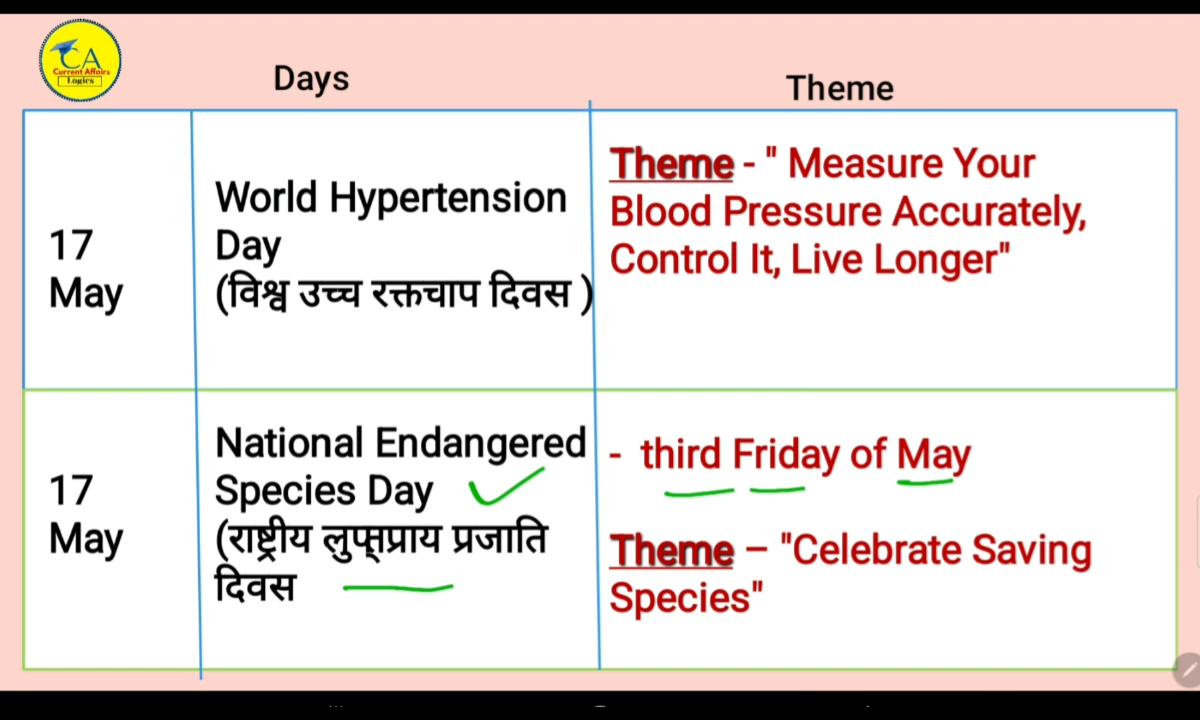 CA
Current Affairs
Logics
Days
Theme
17
May
World Hypertension
Day
(विश्व उच्च रक्तचाप दिवस )
Theme - " Measure Your
Blood Pressure Accurately,
Control It, Live Longer"
17
May
National Endangered
Species Day
(राष्ट्रीय लुप्तप्राय प्रजाति
दिवस
- third Friday of May
Theme – "Celebrate Saving
Species"